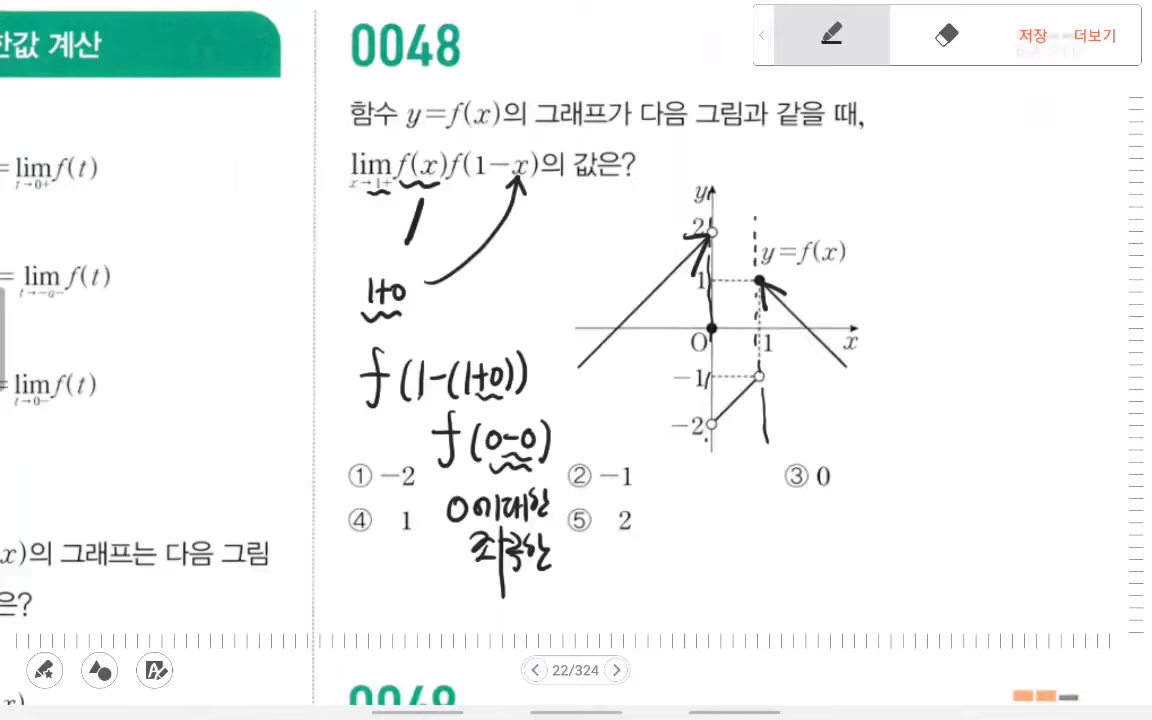 한값 계산
= lim f(t)
t→0+
= lim f(t)
t→-a-
= lim f(t)
t→0-
x)의 그래프는 다음 그림
은?
0048
저장
더보기
함수 y=f(x)의 그래프가 다음 그림과 같을 때,
lim f(x)f(1-x)의 값은?
x→1+
1
1+0
f(1-(1+0))
f(0-0)
0에대한
좌극한
y
2
y=f(x)
1
O
1
x
-1
-2
① -2
② -1
③ 0
④ 1
⑤ 2
22/324
0049